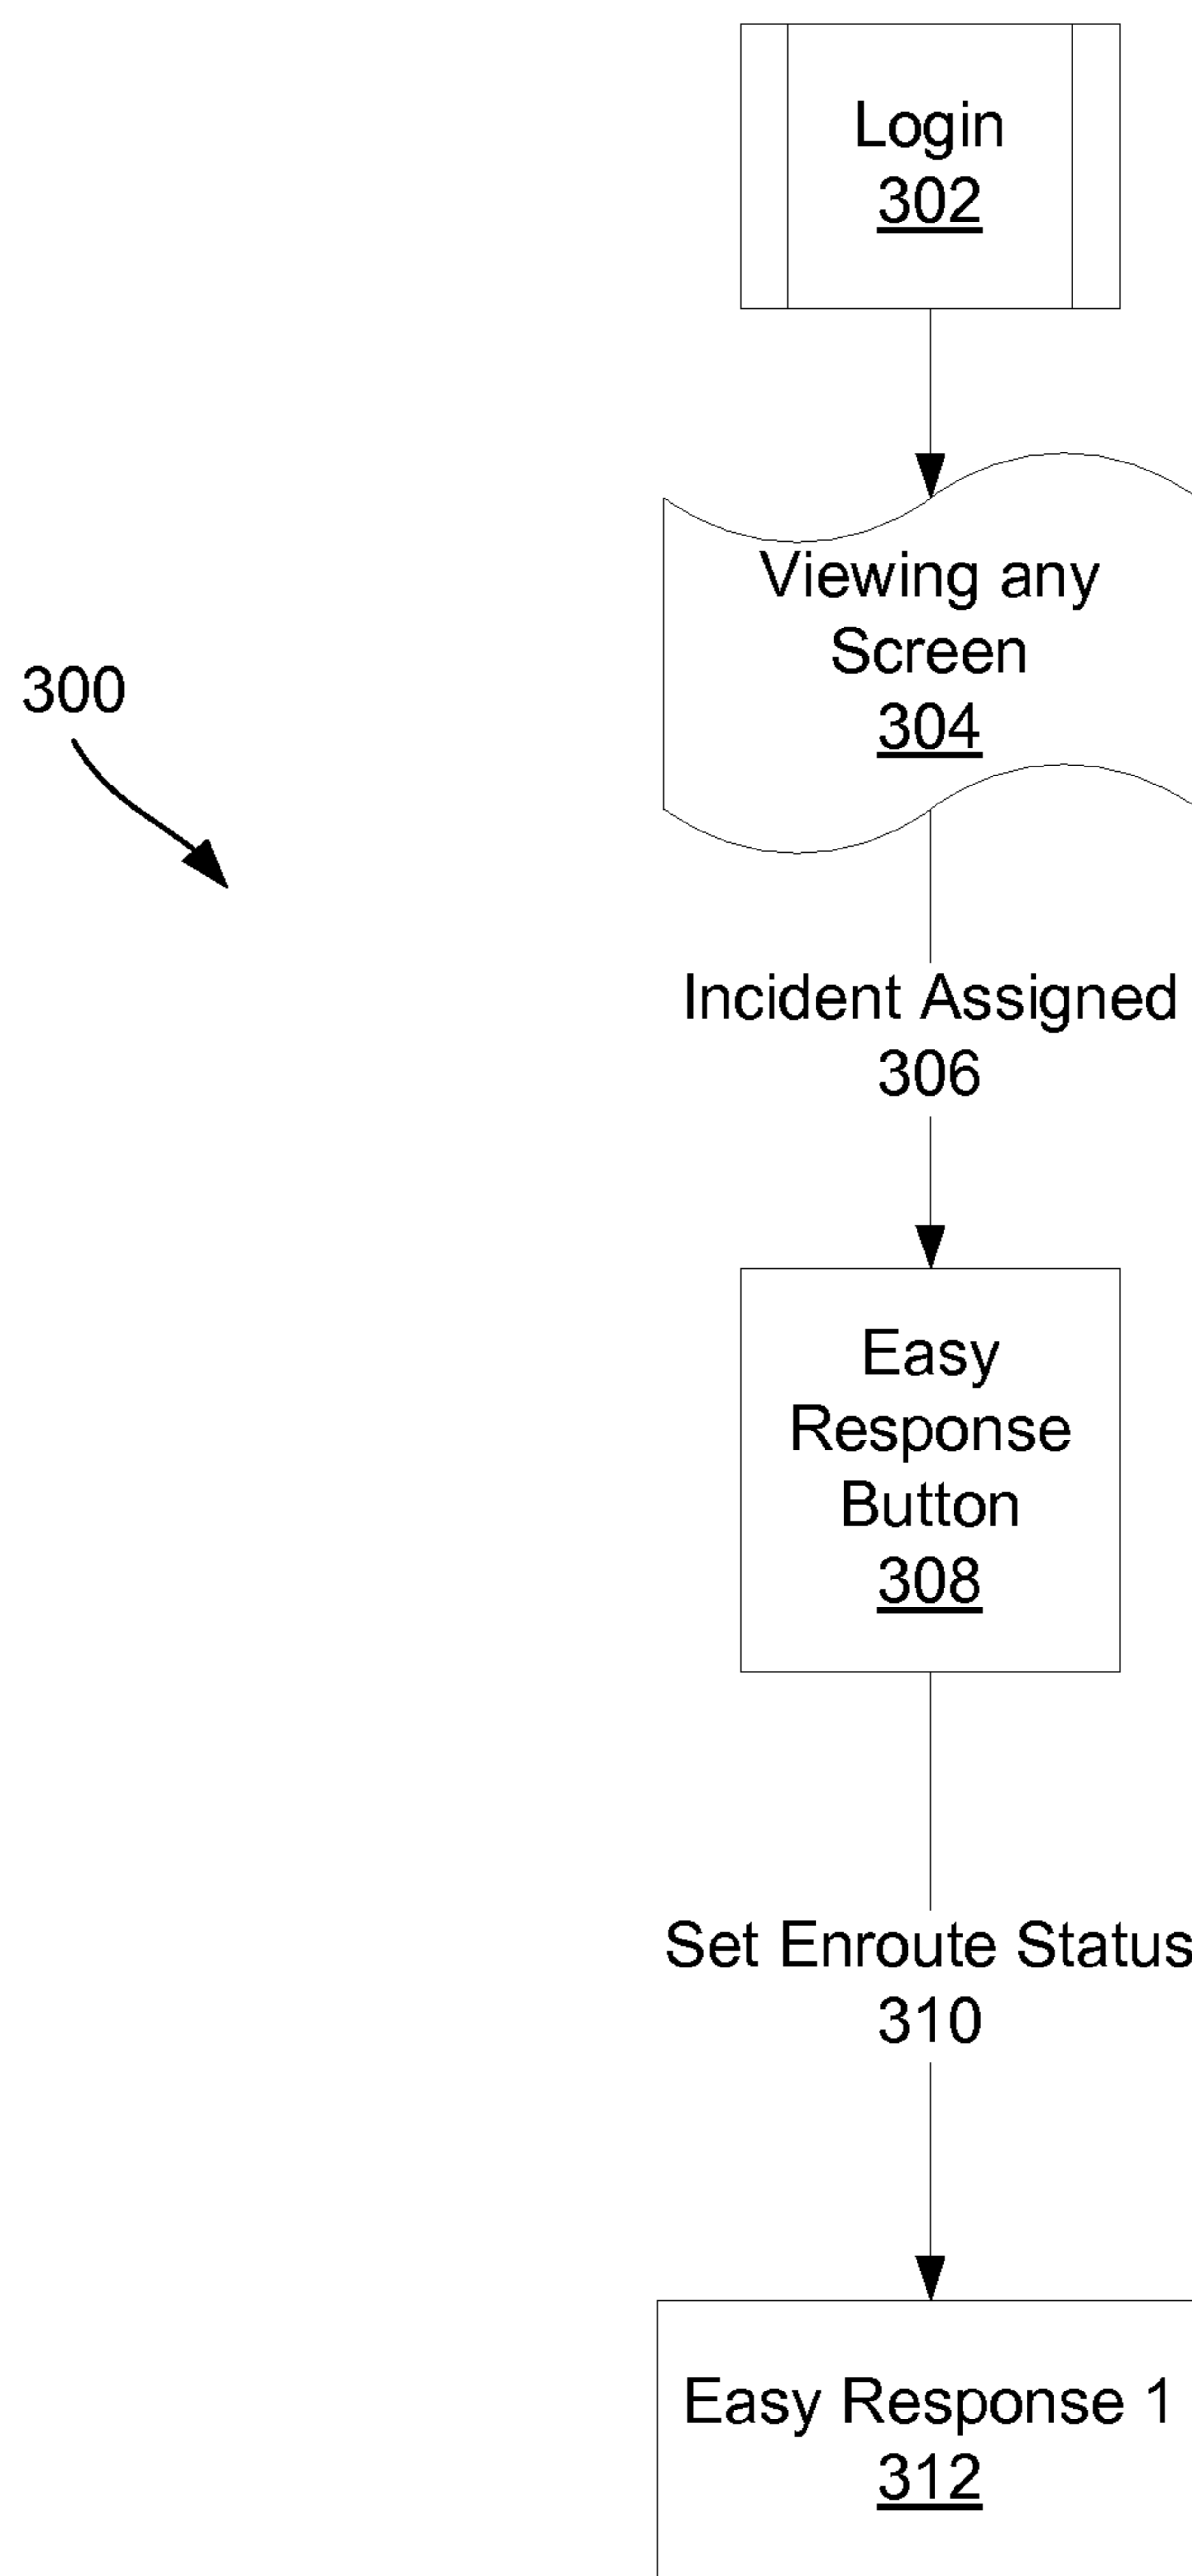 Login
302
Viewing any
Screen
304
300
Incident Assigned
306
Easy
Response
Button
308
Set Enroute Status
310
Easy Response 1
312